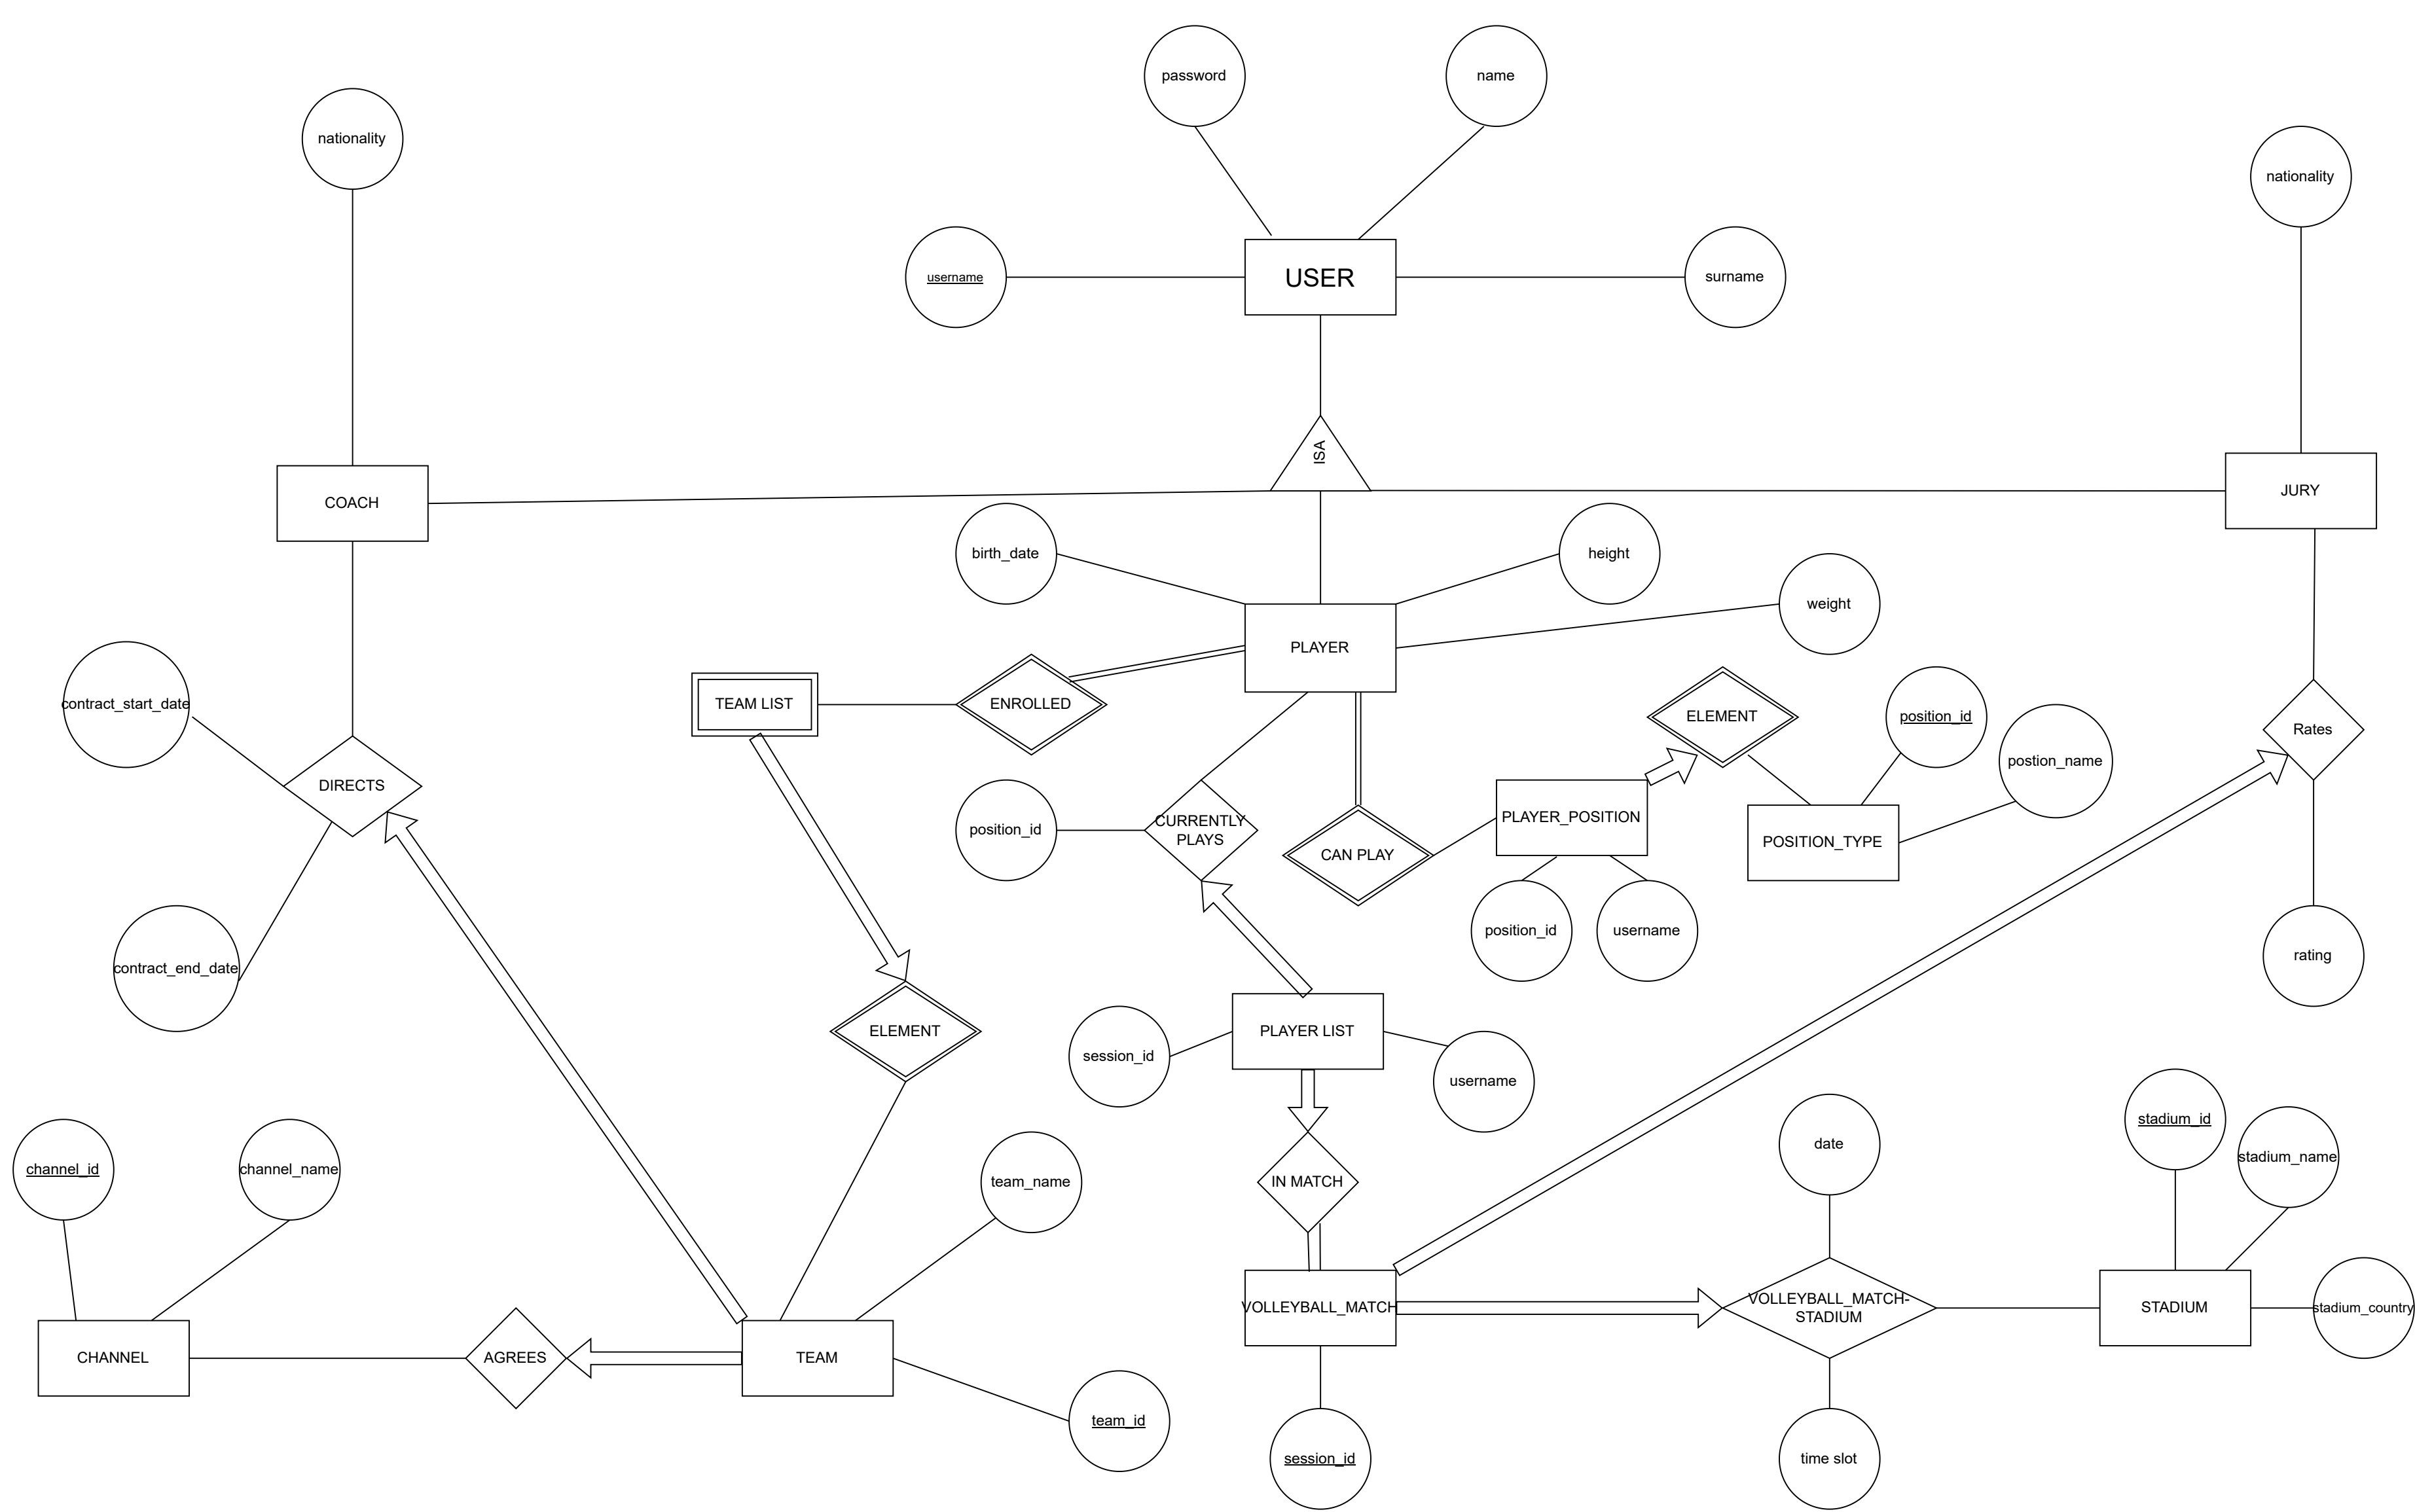 password
name
nationality
nationality
username
USER
surname
ISA
COACH
JURY
birth_date
height
weight
PLAYER
contract_start_date
TEAM LIST
ENROLLED
ELEMENT
position_id
Rates
postion_name
DIRECTS
position_id
CURRENTLY
PLAYS
PLAYER_POSITION
CAN PLAY
POSITION_TYPE
position_id
username
contract_end_date
rating
ELEMENT
PLAYER LIST
session_id
username
stadium_id
date
stadium_name
channel_id
channel_name
team_name
IN MATCH
VOLLEYBALL_MATCH
VOLLEYBALL_MATCH-
STADIUM
STADIUM
stadium_country
CHANNEL
AGREES
TEAM
team_id
session_id
time slot